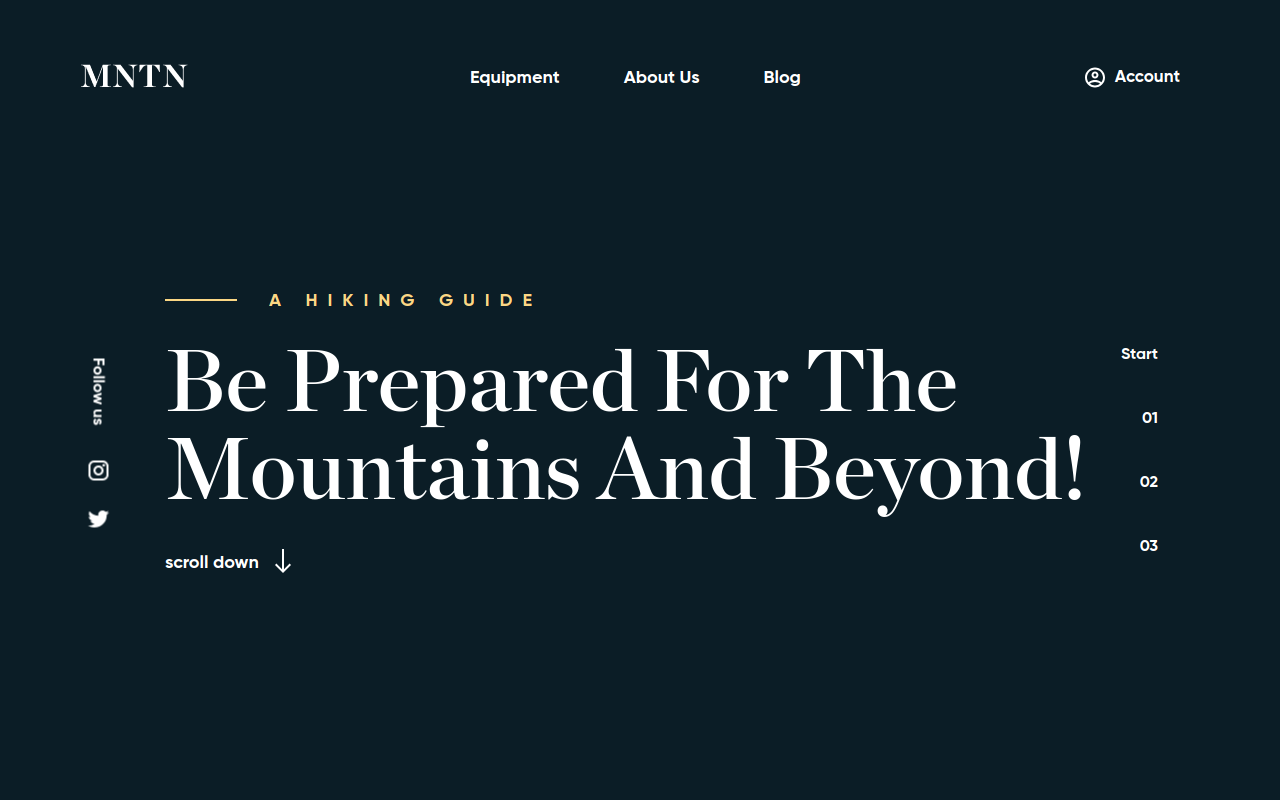 MNTN
Equipment
About Us
Blog
Account
A HIKING GUIDE
Be Prepared For The
Mountains And Beyond!
scroll down
Follow us
Start
01
02
03